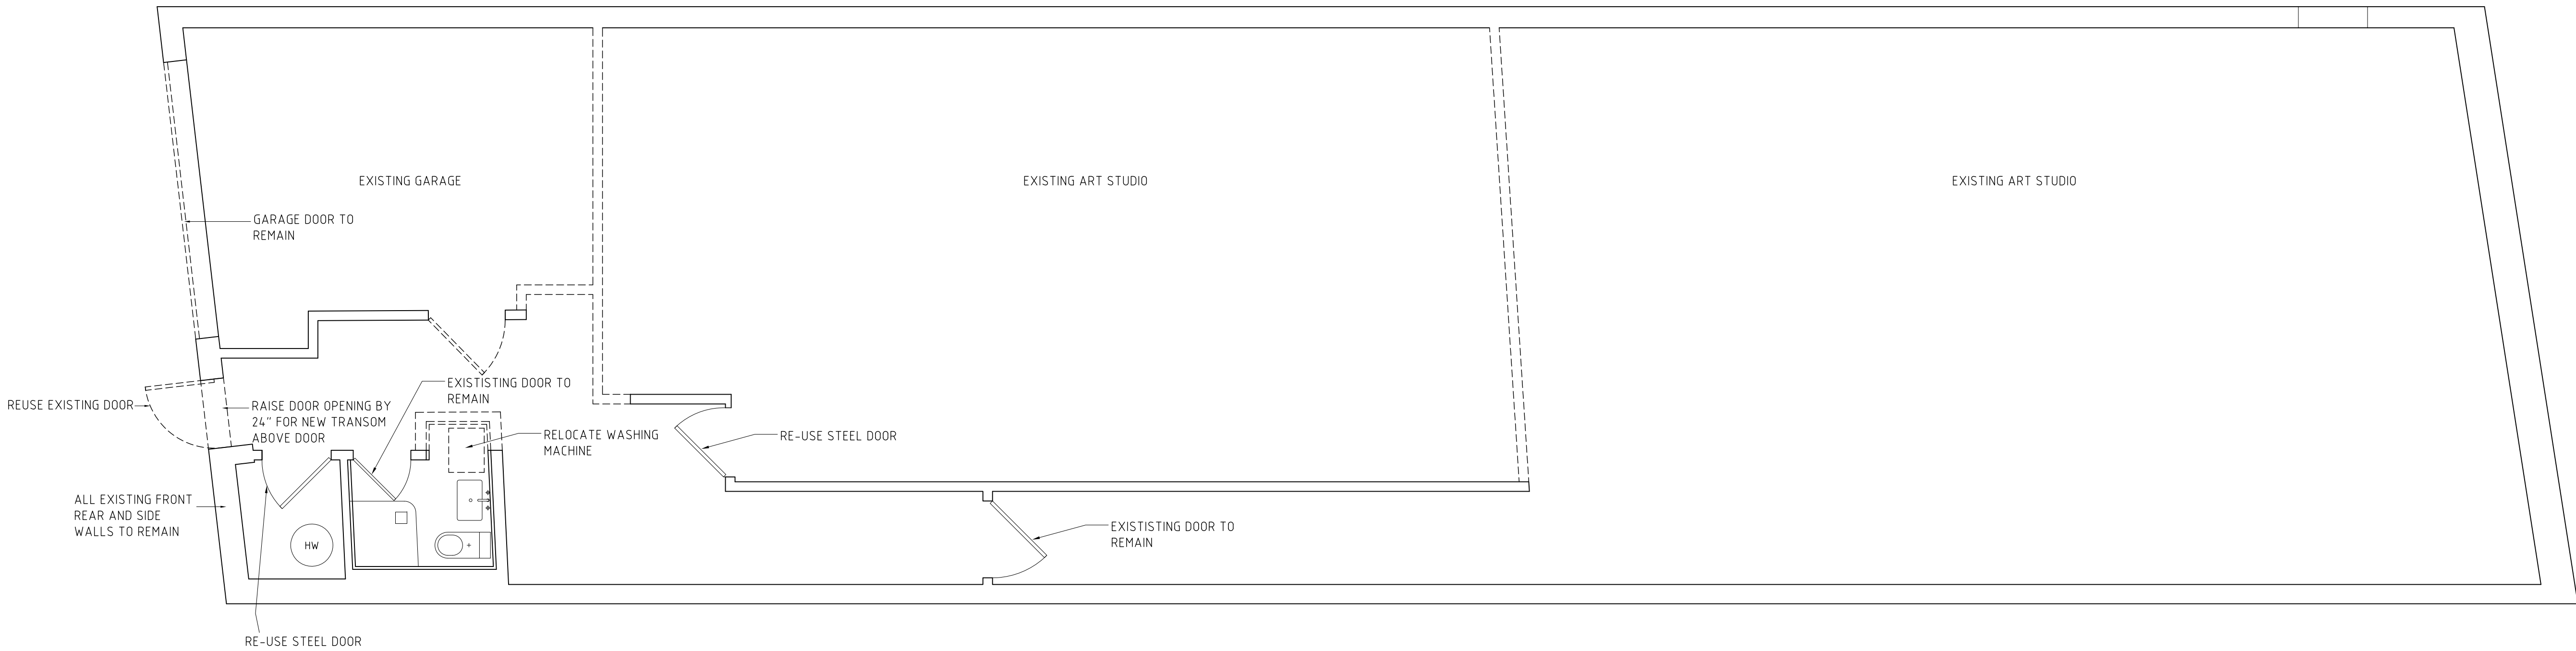 EXISTING GARAGE
EXISTING ART STUDIO
EXISTING ART STUDIO
GARAGE DOOR TO
REMAIN
EXISTISTING DOOR TO
REMAIN
REUSE EXISTING DOOR
RAISE DOOR OPENING BY
24" FOR NEW TRANSOM
ABOVE DOOR
RELOCATE WASHING
MACHINE
RE-USE STEEL DOOR
ALL EXISTING FRONT
REAR AND SIDE
WALLS TO REMAIN
EXISTISTING DOOR TO
REMAIN
HW
RE-USE STEEL DOOR